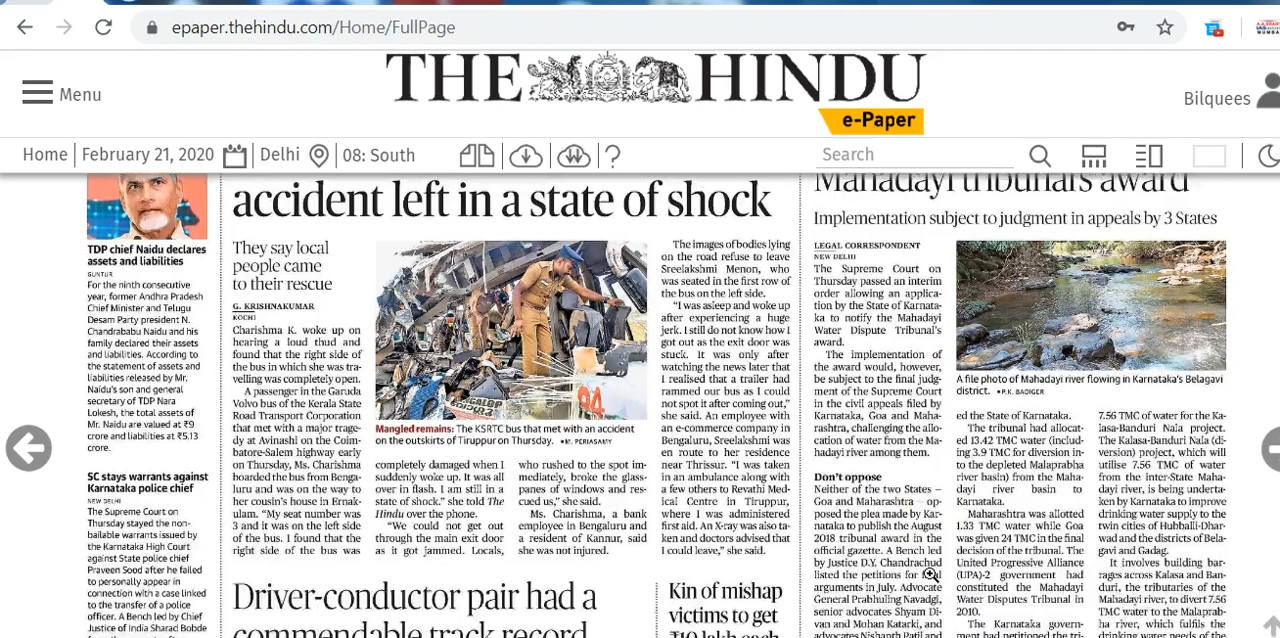 epaper.thehindu.com/Home/FullPage
Menu
THE HINDU
e-Paper
Bilquees
Home
February 21, 2020
Delhi
08: South
?
Search
TDP chief Naidu declares
assets and liabilities
GUNTUR
For the ninth consecutive
year, former Andhra Pradesh
Chief Minister and Telugu
Desam Party president N.
Chandrababu Naidu and his
family declared their assets
and liabilities. According to
the statement of assets and
liabilities released by Mr.
Naidu's son and general
secretary of TDP Nara
Lokesh, the total assets of
Mr. Naidu are valued at ₹9
crore and liabilities at ₹5.13
crore.
SC stays warrants against
Karnataka police chief
NEW DELHI
The Supreme Court on
Thursday stayed the non-
bailable warrants issued by
the Karnataka High Court
against State police chief
Praveen Sood after he failed
to personally appear in
connection with a case linked
to the transfer of a police
officer. A Bench led by Chief
Justice of India Sharad Bobde
accident left in a state of shock
They say local
people came
to their rescue
G. KRISHNAKUMAR
KOCHI
Charishma K. woke up on
hearing a loud thud and
found that the right side of
the bus in which she was tra-
velling was completely open.
A passenger in the Garuda
Volvo bus of the Kerala State
Road Transport Corporation
that met with a major trage-
dy at Avinashi on the Coim-
batore-Salem highway early
on Thursday, Ms. Charishma
boarded the bus from Benga-
luru and was on the way to
her cousin's house in Ernak-
ulam. “My seat number was
3 and it was on the left side
of the bus. I found that the
right side of the bus was
Mangled remains: The KSRTC bus that met with an accident
on the outskirts of Tiruppur on Thursday. ■M. PERIASAMY
completely damaged when I
suddenly woke up. It was all
over in flash. I am still in a
state of shock.” she told The
Hindu over the phone.
“We could not get out
through the main exit door
as it got jammed. Locals,
who rushed to the spot im-
mediately, broke the glass-
panes of windows and res-
cued us,” she said.
Ms. Charishma, a bank
employee in Bengaluru and
a resident of Kannur, said
she was not injured.
The images of bodies lying
on the road refuse to leave
Sreelakshmi Menon, who
was seated in the first row of
the bus on the left side.
“I was asleep and woke up
after experiencing a huge
jerk. I still do not know how I
got out as the exit door was
stuck. It was only after
watching the news later that
I realised that a trailer had
rammed our bus as I could
not spot it after coming out,”
she said. An employee with
an e-commerce company in
Bengaluru, Sreelakshmi was
en route to her residence
near Thrissur. “I was taken
in an ambulance along with
a few others to Revathi Med-
ical Centre in Tiruppur,
where I was administered
first aid. An X-ray was also ta-
ken and doctors advised that
I could leave,” she said.
Driver-conductor pair had a
commendable track record
Kin of mishap
victims to get
₹10 lakh each
Mahadayi tribunal's award
Implementation subject to judgment in appeals by 3 States
LEGAL CORRESPONDENT
NEW DELHI
The Supreme Court on
Thursday passed an interim
order allowing an applica-
tion by the State of Karnata-
ka to notify the Mahadayi
Water Dispute Tribunal's
award.
The implementation of
the award would, however,
be subject to the final judg-
ment of the Supreme Court
in the civil appeals filed by
Karnataka, Goa and Maha-
rashtra, challenging the allo-
cation of water from the Ma-
hadayi river among them.
Don't oppose
Neither of the two States –
Goa and Maharashtra – op-
posed the plea made by Kar-
nataka to publish the August
2018 tribunal award in the
official gazette. A Bench led
by Justice D.Y. Chandrachud
listed the petitions for final
arguments in July. Advocate
General Prabhuling Navadgi,
senior advocates Shyam Di-
van and Mohan Katarki, and
advocates Nishanth Patil and
A file photo of Mahadayi river flowing in Karnataka's Belagavi
district. ■P.K. BADIGER
ed the State of Karnataka.
The tribunal had allocat-
ed 13.42 TMC water (includ-
ing 3.9 TMC for diversion in-
to the depleted Malaprabha
river basin) from the Maha-
dayi river basin to
Karnataka.
Maharashtra was allotted
1.33 TMC water while Goa
was given 24 TMC in the final
decision of the tribunal. The
United Progressive Alliance
(UPA)-2 government had
constituted the Mahadayi
Water Disputes Tribunal in
2010.
The Karnataka government
had petitioned the tri-
7.56 TMC of water for the Ka-
lasa-Banduri Nala project.
The Kalasa-Banduri Nala (di-
version) project, which will
utilise 7.56 TMC of water
from the inter-State Maha-
dayi river, is being underta-
ken by Karnataka to improve
drinking water supply to the
twin cities of Hubballi-Dhar-
wad and the districts of Bela-
gavi and Gadag.
It involves building bar-
rages across Kalasa and Ban-
duri, the tributaries of the
Mahadayi river, to divert 7.56
TMC water to the Malaprab-
ha river, which fulfils the
drinking water needs of the